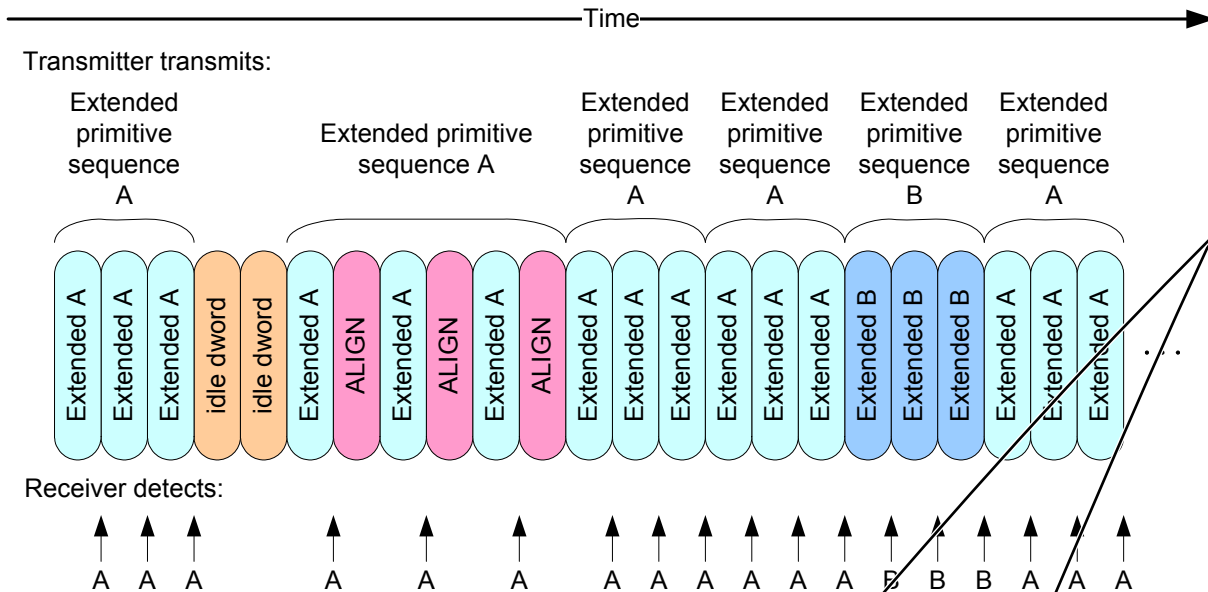 Time
Transmitter transmits:
Extended
primitive
sequence
A
Extended primitive
sequence A
Extended
primitive
sequence
A
Extended
primitive
sequence
A
Extended
primitive
sequence
B
Extended
primitive
sequence
A
Extended A
Extended A
Extended A
idle dword
idle dword
Extended A
ALIGN
Extended A
ALIGN
Extended A
ALIGN
Extended A
Extended A
Extended A
Extended A
Extended A
Extended A
Extended B
Extended B
Extended B
Extended A
Extended A
Extended A
...
Receiver detects:
A A A A A A A A A A A A B B B A A A